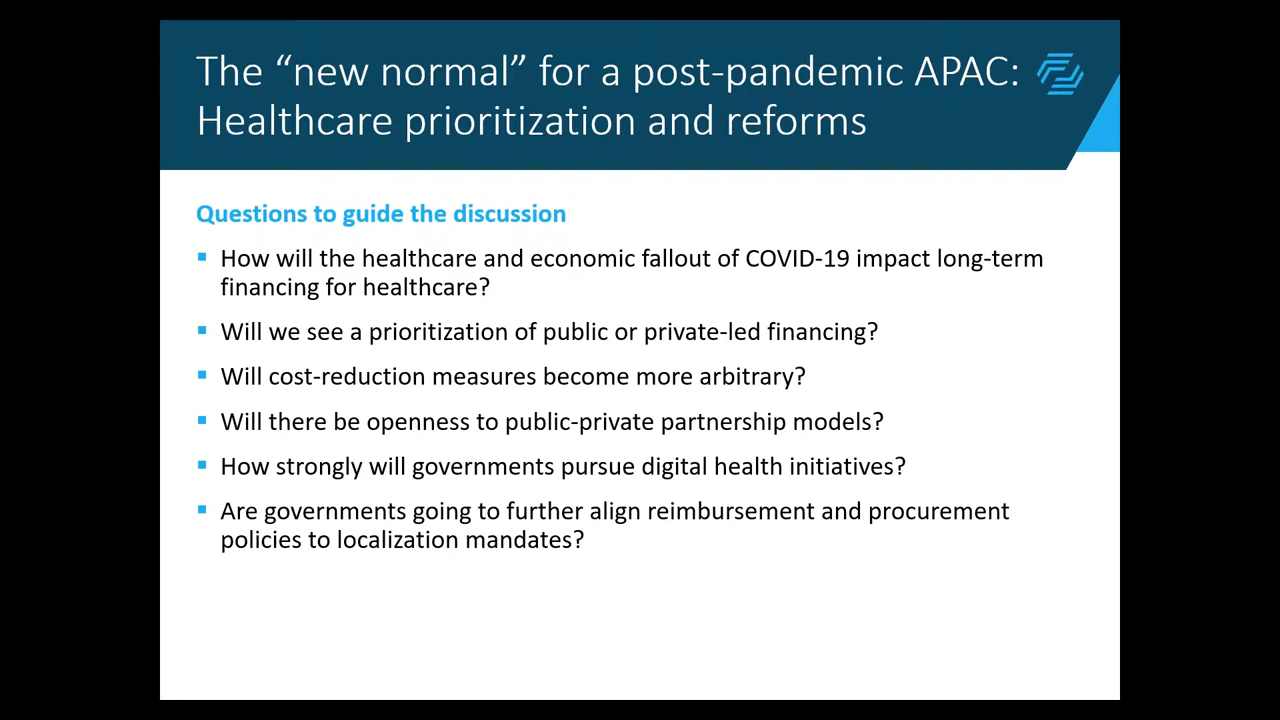 The “new normal” for a post-pandemic APAC:
Healthcare prioritization and reforms
Questions to guide the discussion
▪ How will the healthcare and economic fallout of COVID-19 impact long-term
financing for healthcare?
▪ Will we see a prioritization of public or private-led financing?
▪ Will cost-reduction measures become more arbitrary?
▪ Will there be openness to public-private partnership models?
▪ How strongly will governments pursue digital health initiatives?
▪ Are governments going to further align reimbursement and procurement
policies to localization mandates?